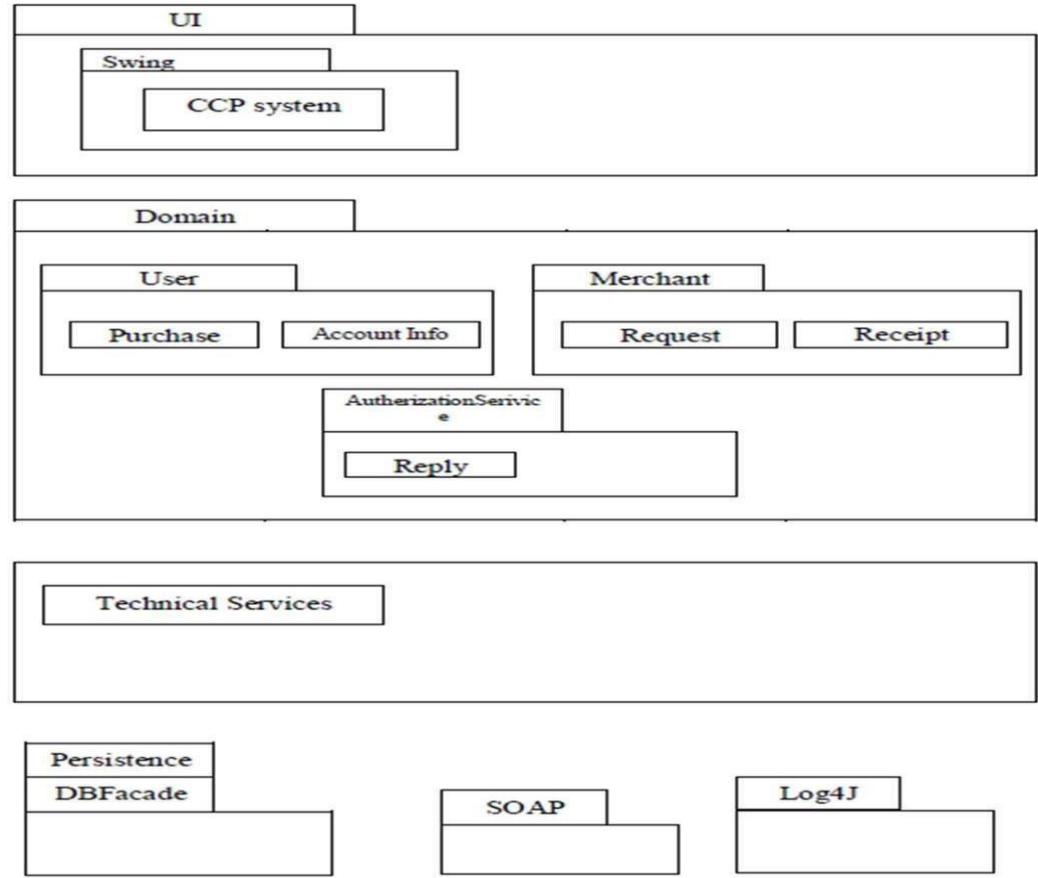 UI
Swing
CCP system
Domain
User
Merchant
Purchase
Account Info
Request
Receipt
AutherizationSerivic
e
Reply
Technical Services
Persistence
DBFacade
SOAP
Log4J